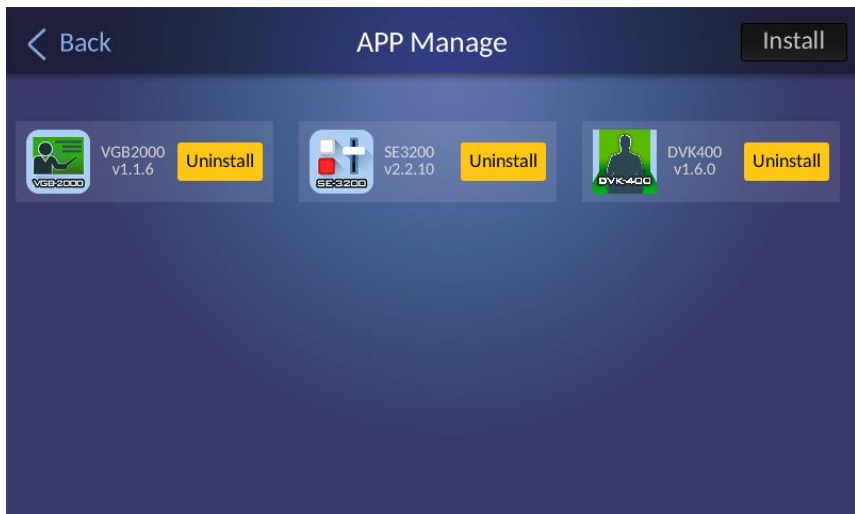 Back
APP Manage
Install
VGB-2000
VGB2000
v1.1.6
Uninstall
SE-3200
SE3200
v2.2.10
Uninstall
DVK-400
DVK400
v1.6.0
Uninstall